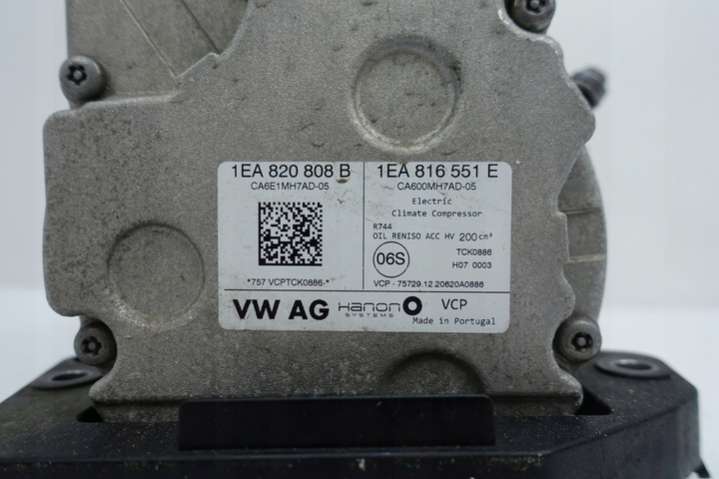 1EA 820 808 B
CA6E1MH7AD-05
*757 VCPTCK0886-*
1EA 816 551 E
CA600MH7AD-05
Electric
Climate Compressor
R744
OIL RENISO ACC HV 200cm³
06S
TCK0886
H07 0003
VCP - 75729.12.20620A0886
VW AG
Hanon
SYSTEMS
VCP
Made in Portugal